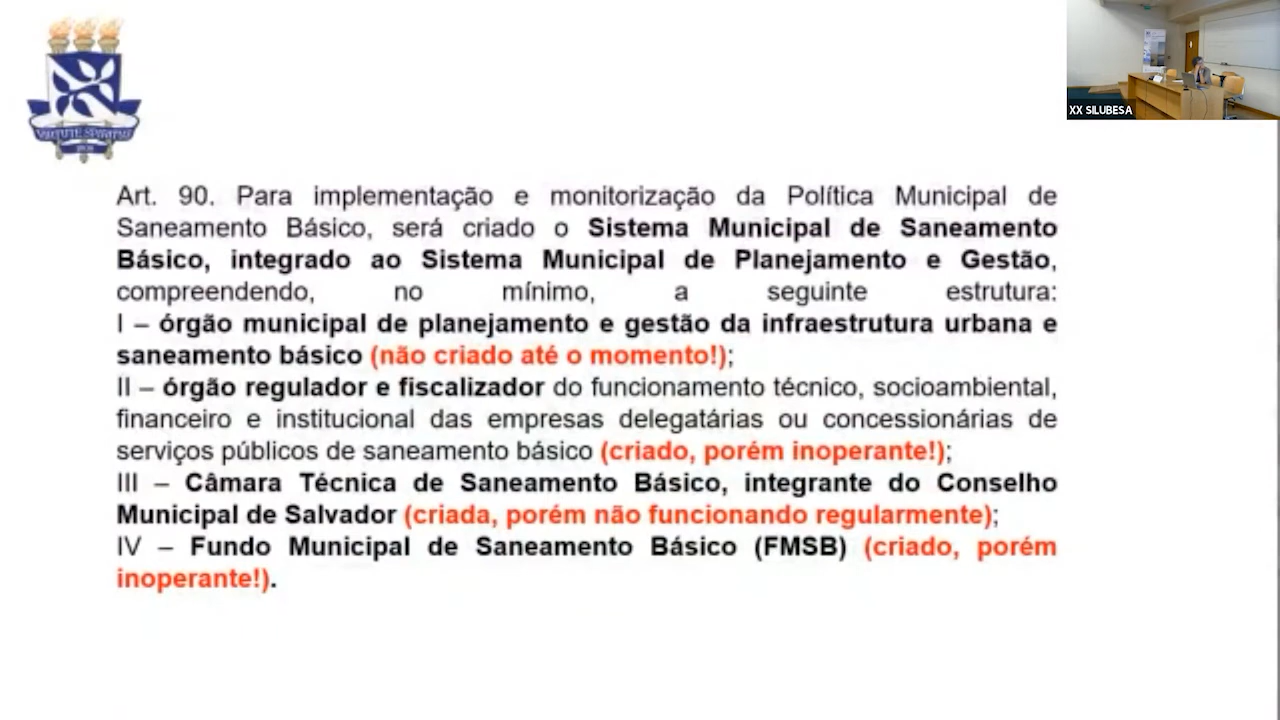 XX SILUBESA
Art. 90. Para implementação e monitorização da Política Municipal de
Saneamento Básico, será criado o Sistema Municipal de Saneamento
Básico, integrado ao Sistema Municipal de Planejamento e Gestão,
compreendendo, no mínimo, a seguinte estrutura:
I – órgão municipal de planejamento e gestão da infraestrutura urbana e
saneamento básico (não criado até o momento!);
II – órgão regulador e fiscalizador do funcionamento técnico, socioambiental,
financeiro e institucional das empresas delegatárias ou concessionárias de
serviços públicos de saneamento básico (criado, porém inoperante!);
III – Câmara Técnica de Saneamento Básico, integrante do Conselho
Municipal de Salvador (criada, porém não funcionando regularmente);
IV – Fundo Municipal de Saneamento Básico (FMSB) (criado, porém
inoperante!).